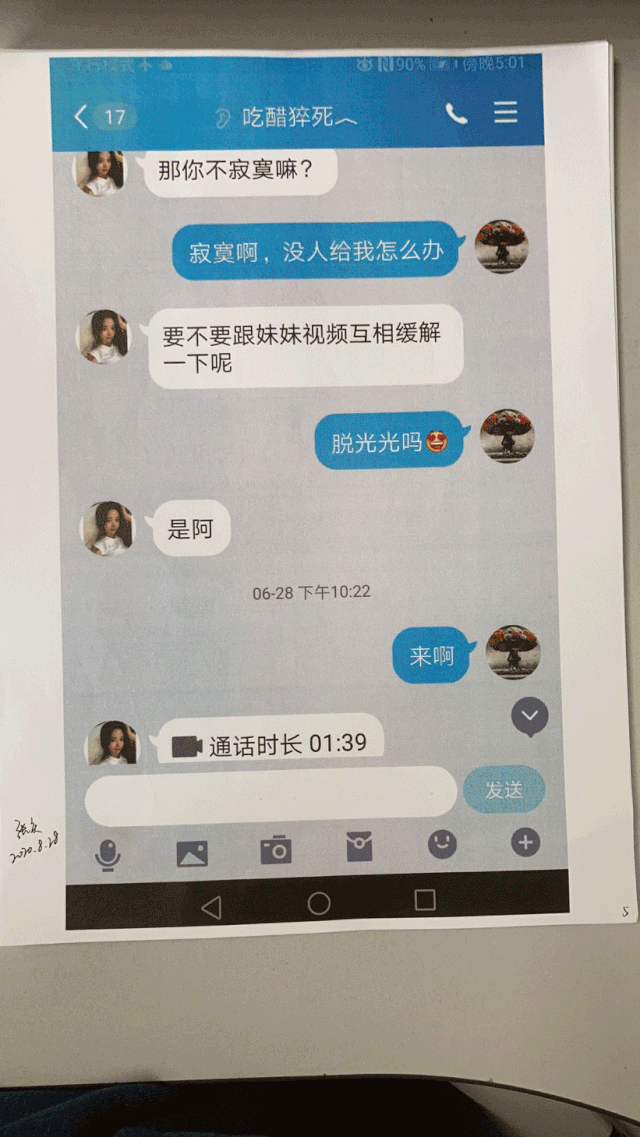 90% 傍晚5:01
17
吃醋猝死︿
那你不寂寞嘛？
寂寞啊，没人给我怎么办
要不要跟妹妹视频互相缓解
一下呢
脱光光吗🤩
是阿
06-28 下午10:22
来啊
通话时长 01:39
发送
2020.8.28
5